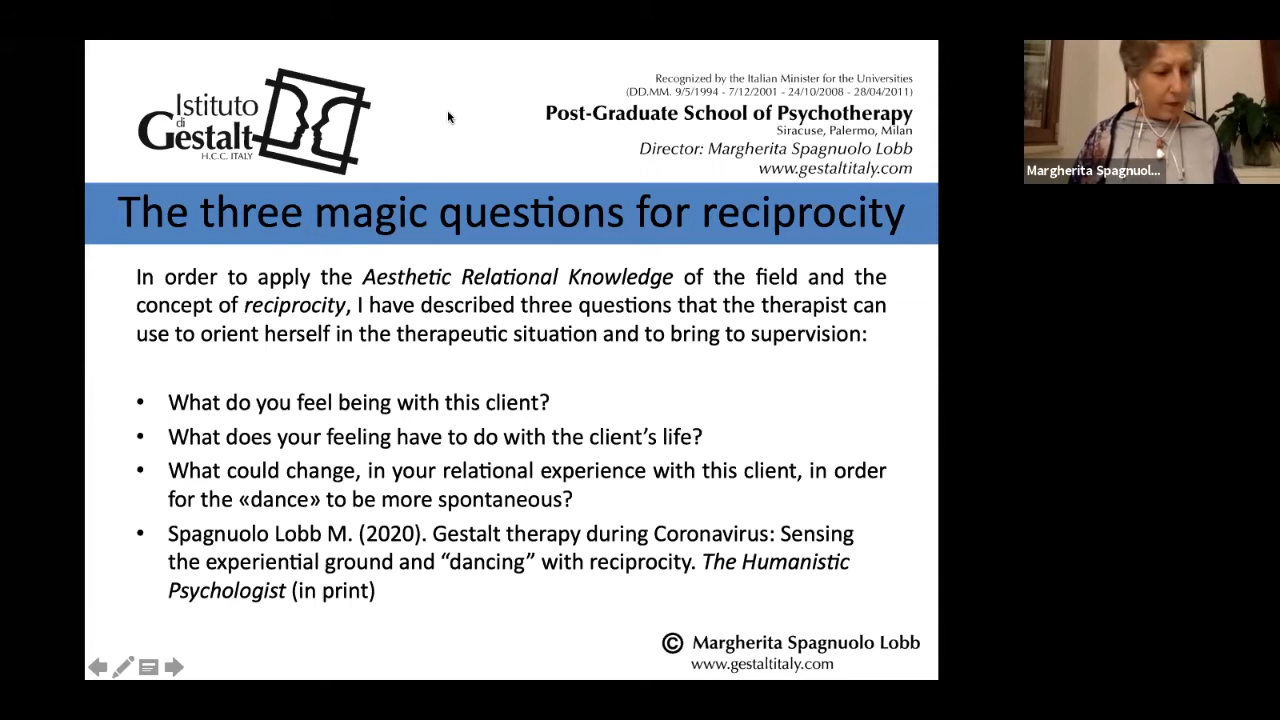 Istituto
di
Gestalt
H.C.C. ITALY
Recognized by the Italian Minister for the Universities
(DD.MM. 9/5/1994 - 7/12/2001 - 24/10/2008 - 28/04/2011)
Post-Graduate School of Psychotherapy
Siracuse, Palermo, Milan
Director: Margherita Spagnuolo Lobb
www.gestaltitaly.com
Margherita Spagnuol...
The three magic questions for reciprocity
In order to apply the Aesthetic Relational Knowledge of the field and the
concept of reciprocity, I have described three questions that the therapist can
use to orient herself in the therapeutic situation and to bring to supervision:
• What do you feel being with this client?
• What does your feeling have to do with the client's life?
• What could change, in your relational experience with this client, in order
for the «dance» to be more spontaneous?
• Spagnuolo Lobb M. (2020). Gestalt therapy during Coronavirus: Sensing
the experiential ground and “dancing” with reciprocity. The Humanistic
Psychologist (in print)
© Margherita Spagnuolo Lobb
www.gestaltitaly.com